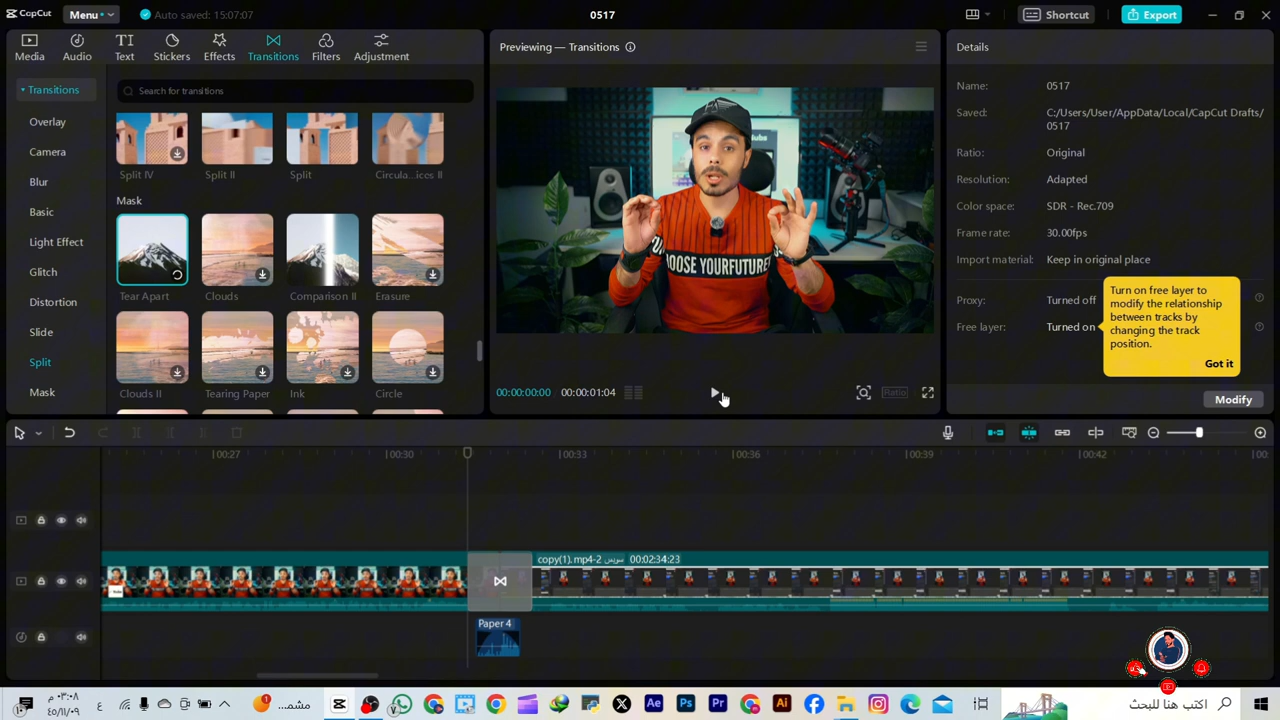 CapCut
Menu
Auto saved: 15:07:07
0517
Shortcut
Export
Media
Audio
Text
Stickers
Effects
Transitions
Filters
Adjustment
Transitions
Overlay
Camera
Blur
Basic
Light Effect
Glitch
Distortion
Slide
Split
Mask
Search for transitions
Split IV
Split II
Split
Circula...ices II
Mask
Tear Apart
Clouds
Comparison II
Erasure
Clouds II
Tearing Paper
Ink
Circle
Previewing — Transitions
OOSE YOURFUTURE
00:00:00:00
00:00:01:04
Ratio
Details
Name:
0517
Saved:
C:/Users/User/AppData/Local/CapCut Drafts/
0517
Ratio:
Original
Resolution:
Adapted
Color space:
SDR - Rec.709
Frame rate:
30.00fps
Import material:
Keep in original place
Proxy:
Turned off
Free layer:
Turned on
Turn on free layer to
modify the relationship
between tracks by
changing the track
position.
Got it
Modify
00:27
00:30
00:33
00:36
00:39
00:42
00:
copy(1).mp4-2 سويس 00:02:34:23
Paper 4
ع
مشمسـ...
Ae
Ps
Pr
Ai
اكتب هنا للبحث